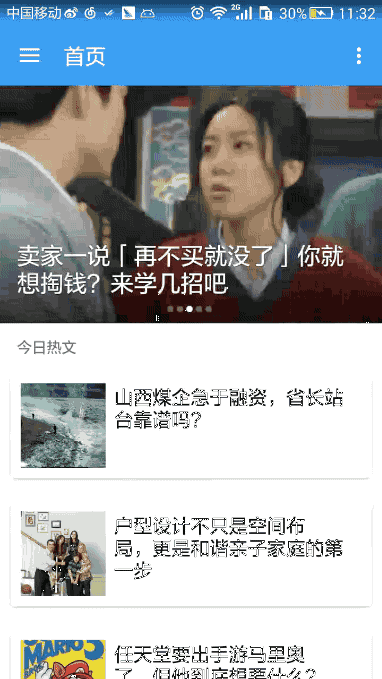 中国移动 2G 30% 11:32
首页
卖家一说「再不买就没了」你就
想掏钱？来学几招吧
今日热文
山西煤企急于融资，省长站
台靠谱吗？
户型设计不只是空间布
局，更是和谐亲子家庭的第
一步
MARIO 3
任天堂要出手游马里奥
了，但他到底想要什么？